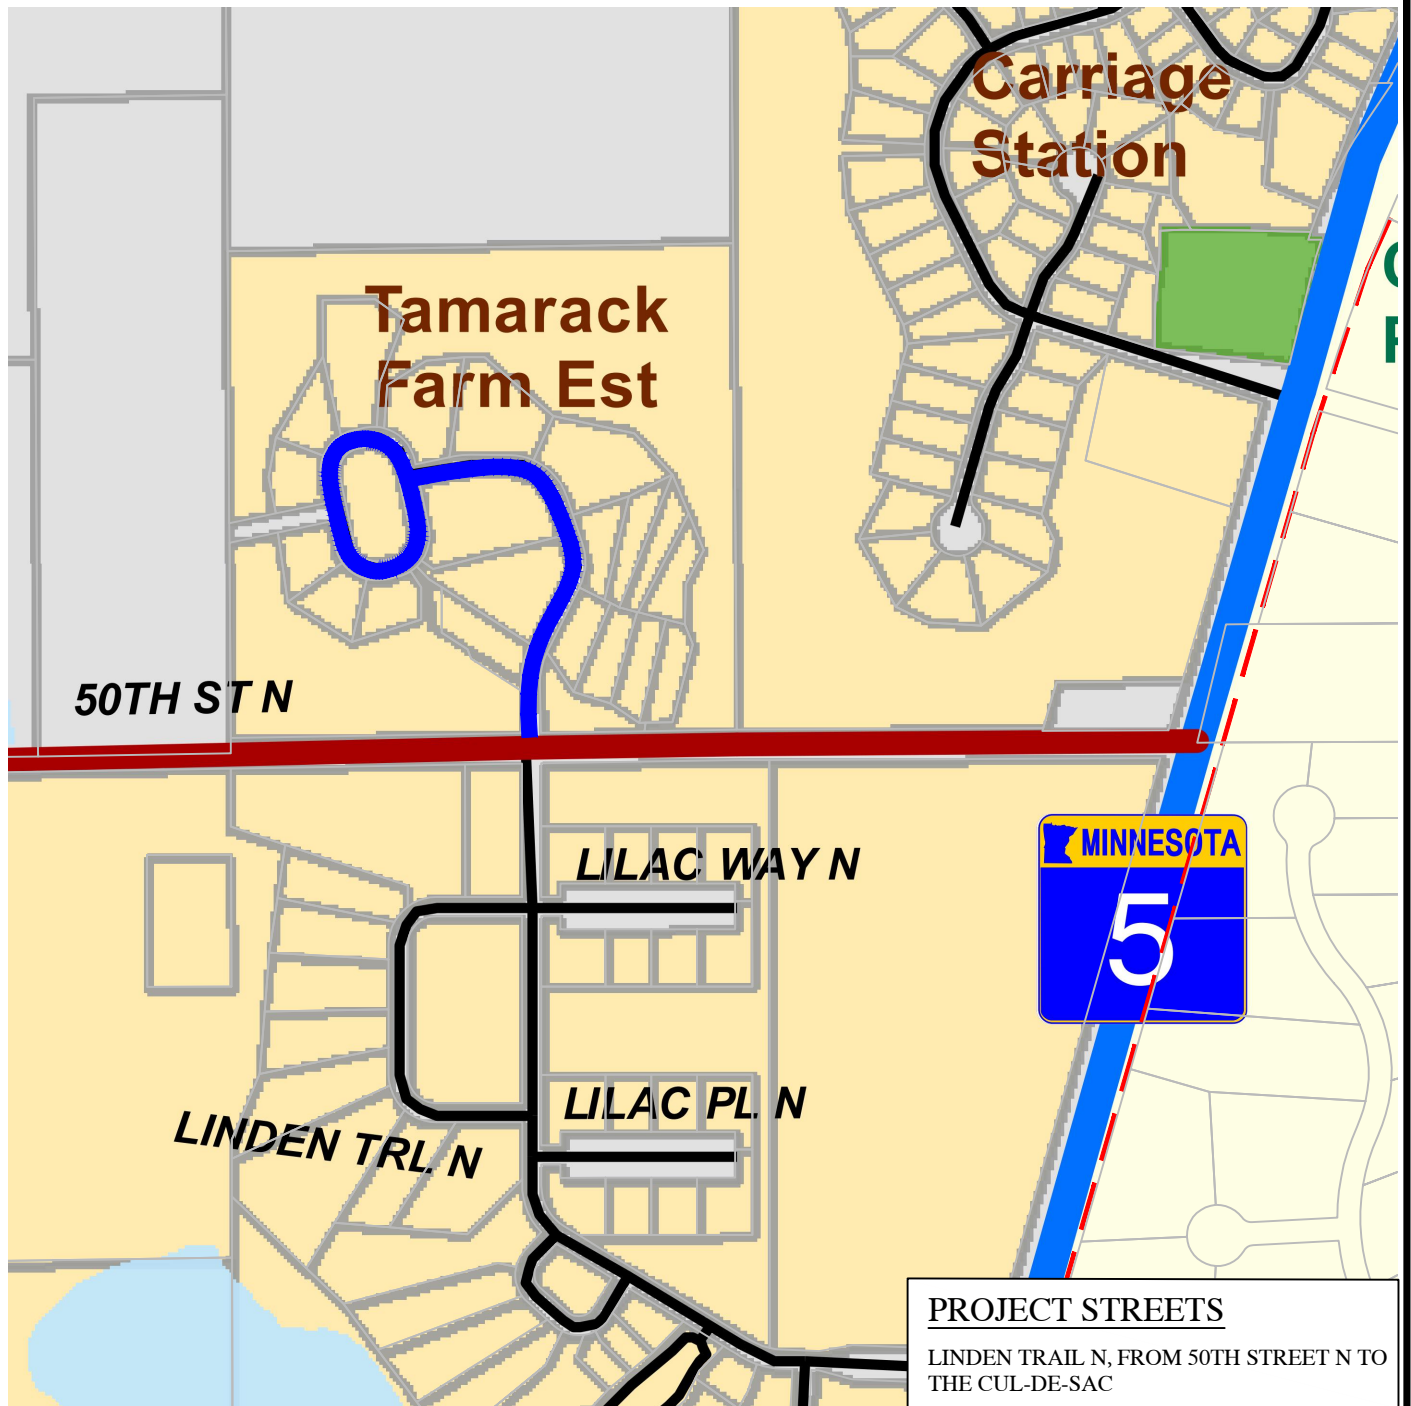 Carriage
Station
Tamarack
Farm Est
50TH ST N
LILAC WAY N
MINNESOTA
5
LILAC PL N
LINDEN TRL N
PROJECT STREETS
LINDEN TRAIL N, FROM 50TH STREET N TO
THE CUL-DE-SAC